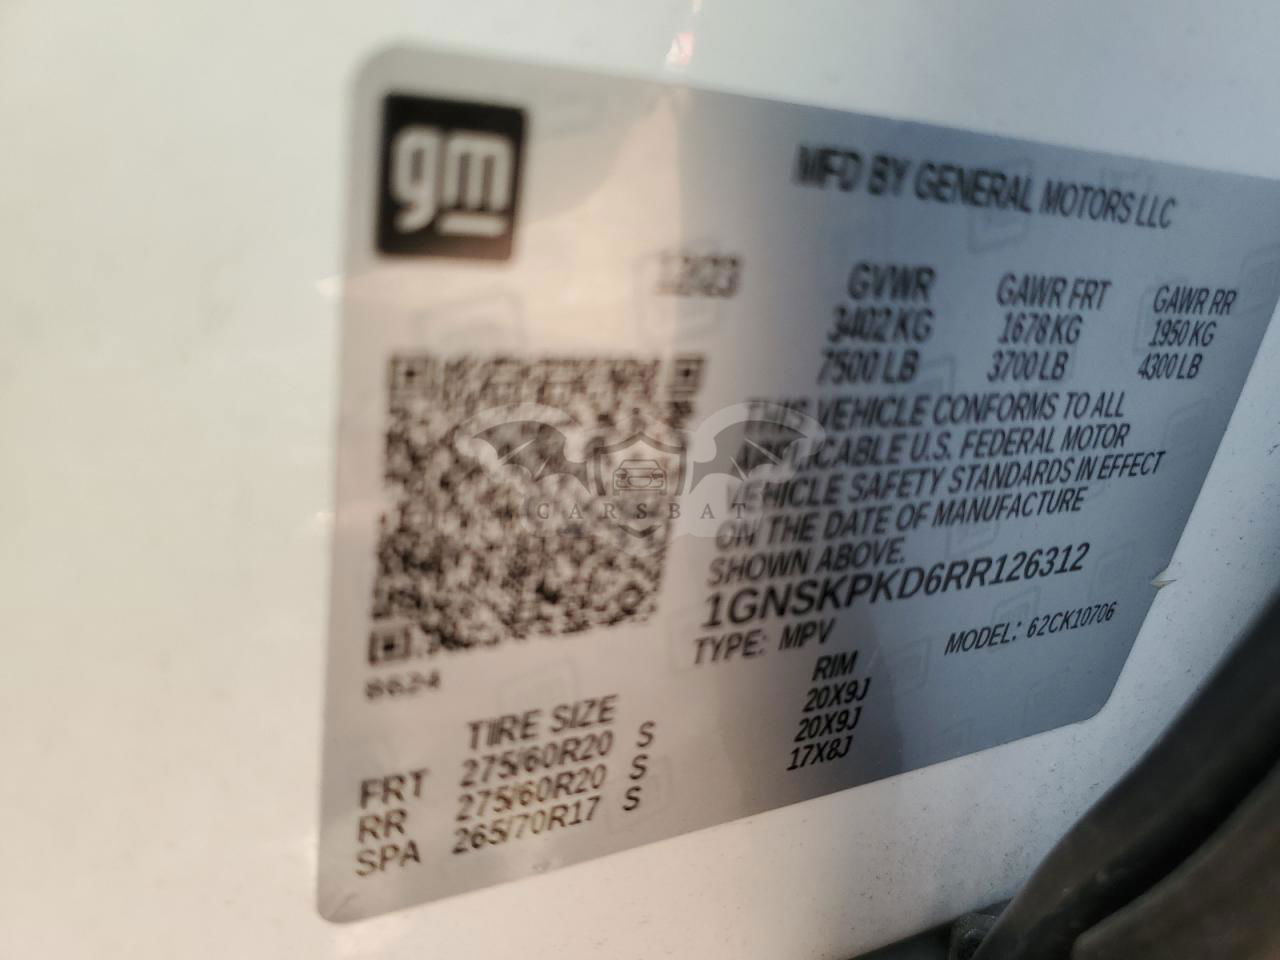 gm
MFD BY GENERAL MOTORS LLC
12/23
GVWR GAWR FRT GAWR RR
3402 KG 1678 KG 1950 KG
7500 LB 3700 LB 4300 LB
THIS VEHICLE CONFORMS TO ALL
APPLICABLE U.S. FEDERAL MOTOR
VEHICLE SAFETY STANDARDS IN EFFECT
ON THE DATE OF MANUFACTURE
SHOWN ABOVE.
1GNSKPKD6RR126312
TYPE: MPV MODEL: 62CK10706
8624
TIRE SIZE RIM
FRT 275/60R20 S 20X9J
RR 275/60R20 S 20X9J
SPA 265/70R17 S 17X8J
CARSBAT